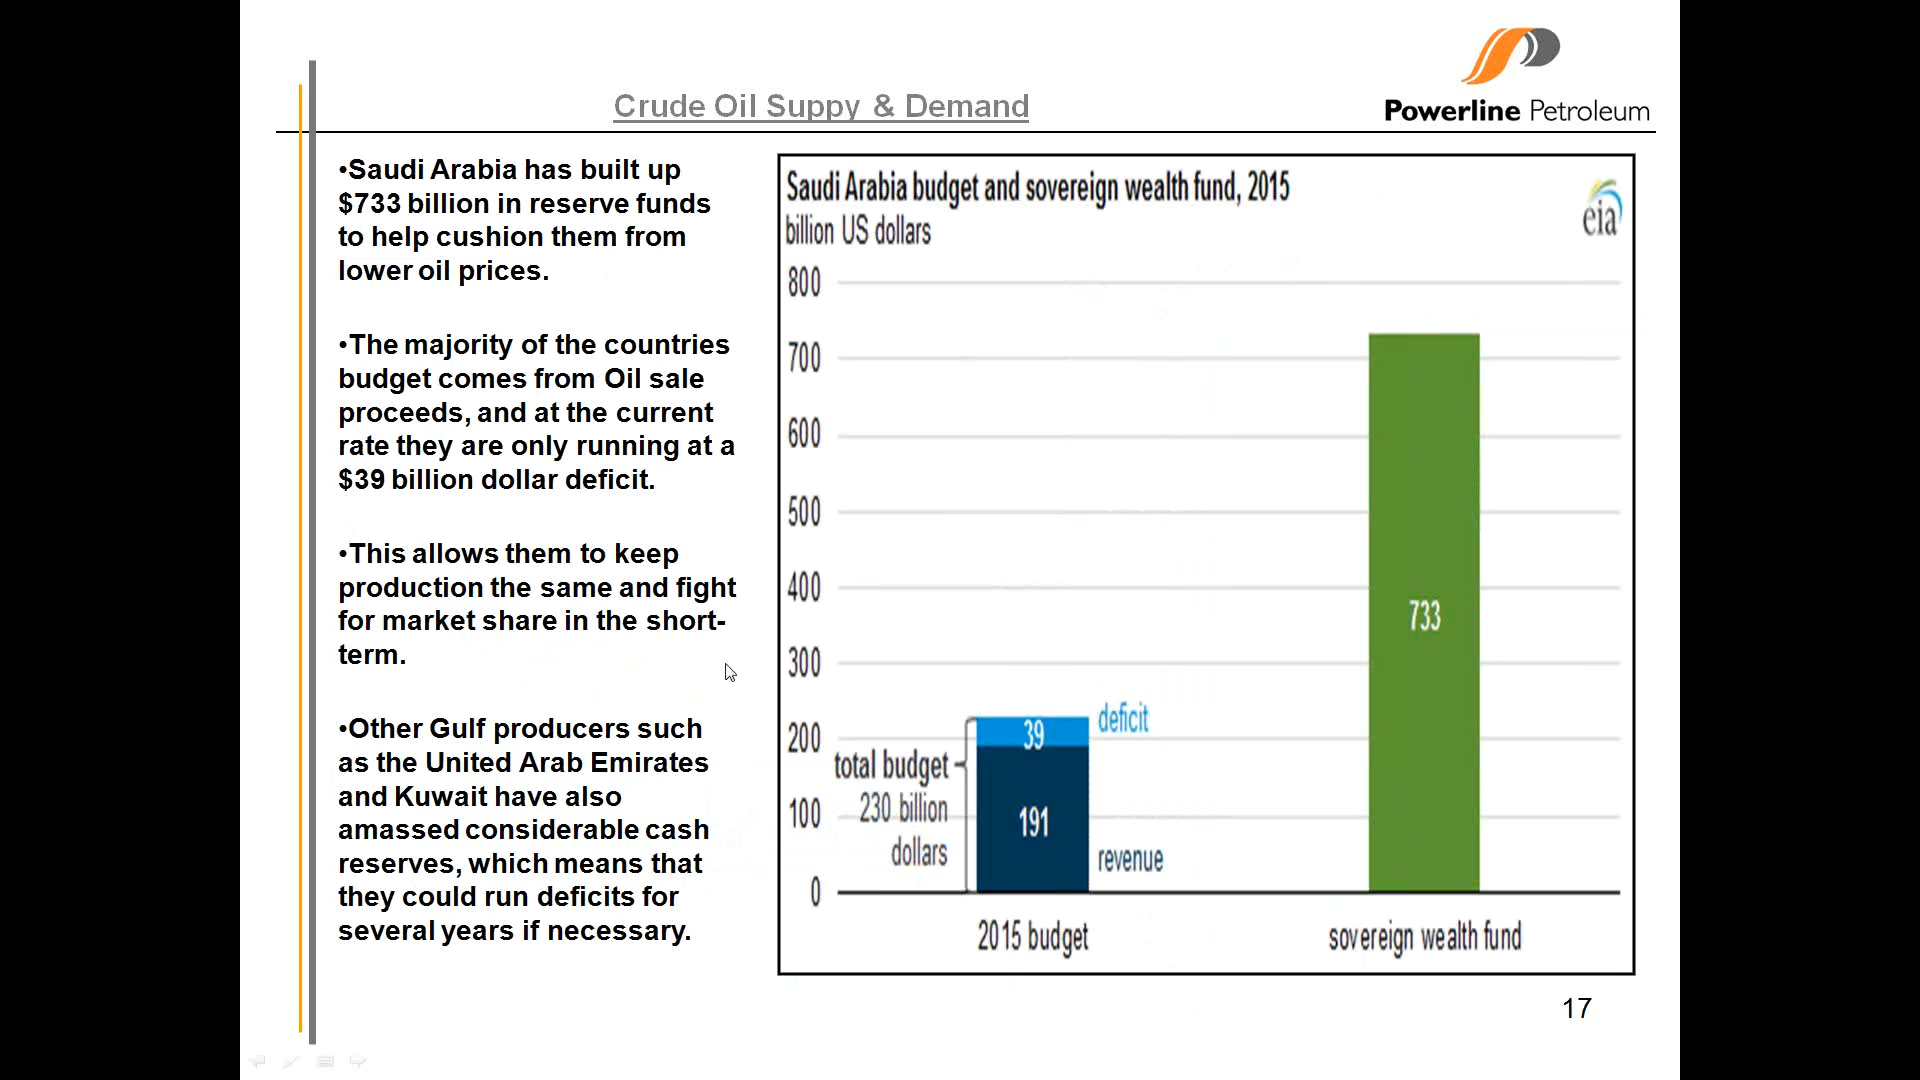 Crude Oil Suppy & Demand
Powerline Petroleum
•Saudi Arabia has built up
$733 billion in reserve funds
to help cushion them from
lower oil prices.
•The majority of the countries
budget comes from Oil sale
proceeds, and at the current
rate they are only running at a
$39 billion dollar deficit.
•This allows them to keep
production the same and fight
for market share in the short-
term.
•Other Gulf producers such
as the United Arab Emirates
and Kuwait have also
amassed considerable cash
reserves, which means that
they could run deficits for
several years if necessary.
Saudi Arabia budget and sovereign wealth fund, 2015
billion US dollars
eia
800
700
600
500
400
300
200
100
0
total budget
230 billion
dollars
39
deficit
191
revenue
733
2015 budget
sovereign wealth fund
17